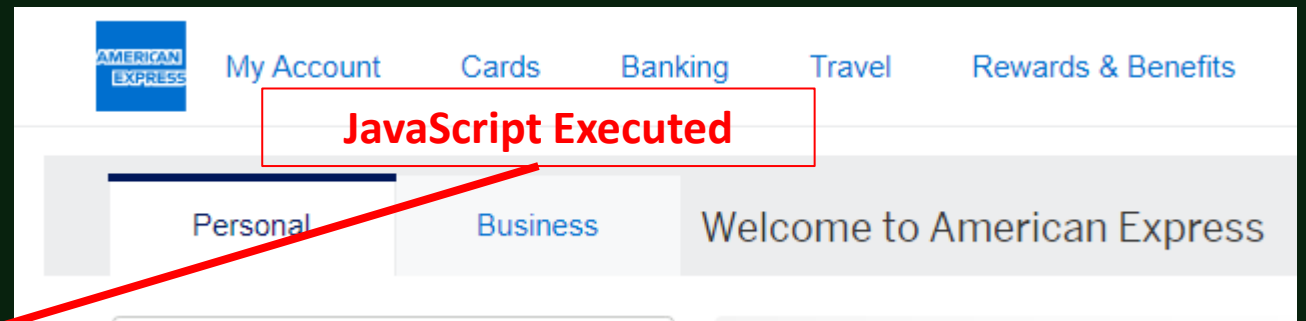 AMERICAN
EXPRESS
My Account Cards Banking Travel Rewards & Benefits
JavaScript Executed
Personal Business Welcome to American Express